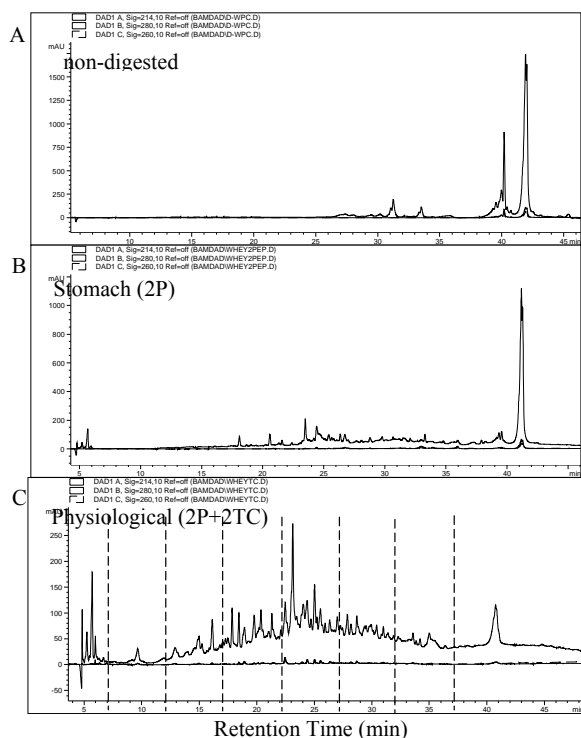 A
DAD1 A, Sig=214,10 Ref=off (BAMDAD\D-WPC.D)
DAD1 B, Sig=280,10 Ref=off (BAMDAD\D-WPC.D)
DAD1 C, Sig=260,10 Ref=off (BAMDAD\D-WPC.D)
mAU
non-digested
1500
1250
1000
750
500
250
0
10 15 20 25 30 35 40 45 min
B
DAD1 A, Sig=214,10 Ref=off (BAMDAD\WHEY2PEP.D)
DAD1 B, Sig=280,10 Ref=off (BAMDAD\WHEY2PEP.D)
DAD1 C, Sig=260,10 Ref=off (BAMDAD\WHEY2PEP.D)
mAU
Stomach (2P)
1000
800
600
400
200
0
5 10 15 20 25 30 35 40 min
C
DAD1 A, Sig=214,10 Ref=off (BAMDAD\WHEYTC.D)
DAD1 B, Sig=280,10 Ref=off (BAMDAD\WHEYTC.D)
DAD1 C, Sig=260,10 Ref=off (BAMDAD\WHEYTC.D)
mAU
Physiological (2P+2TC)
250
200
150
100
50
0
-50
5 10 15 20 25 30 35 40 45 min
Retention Time (min)